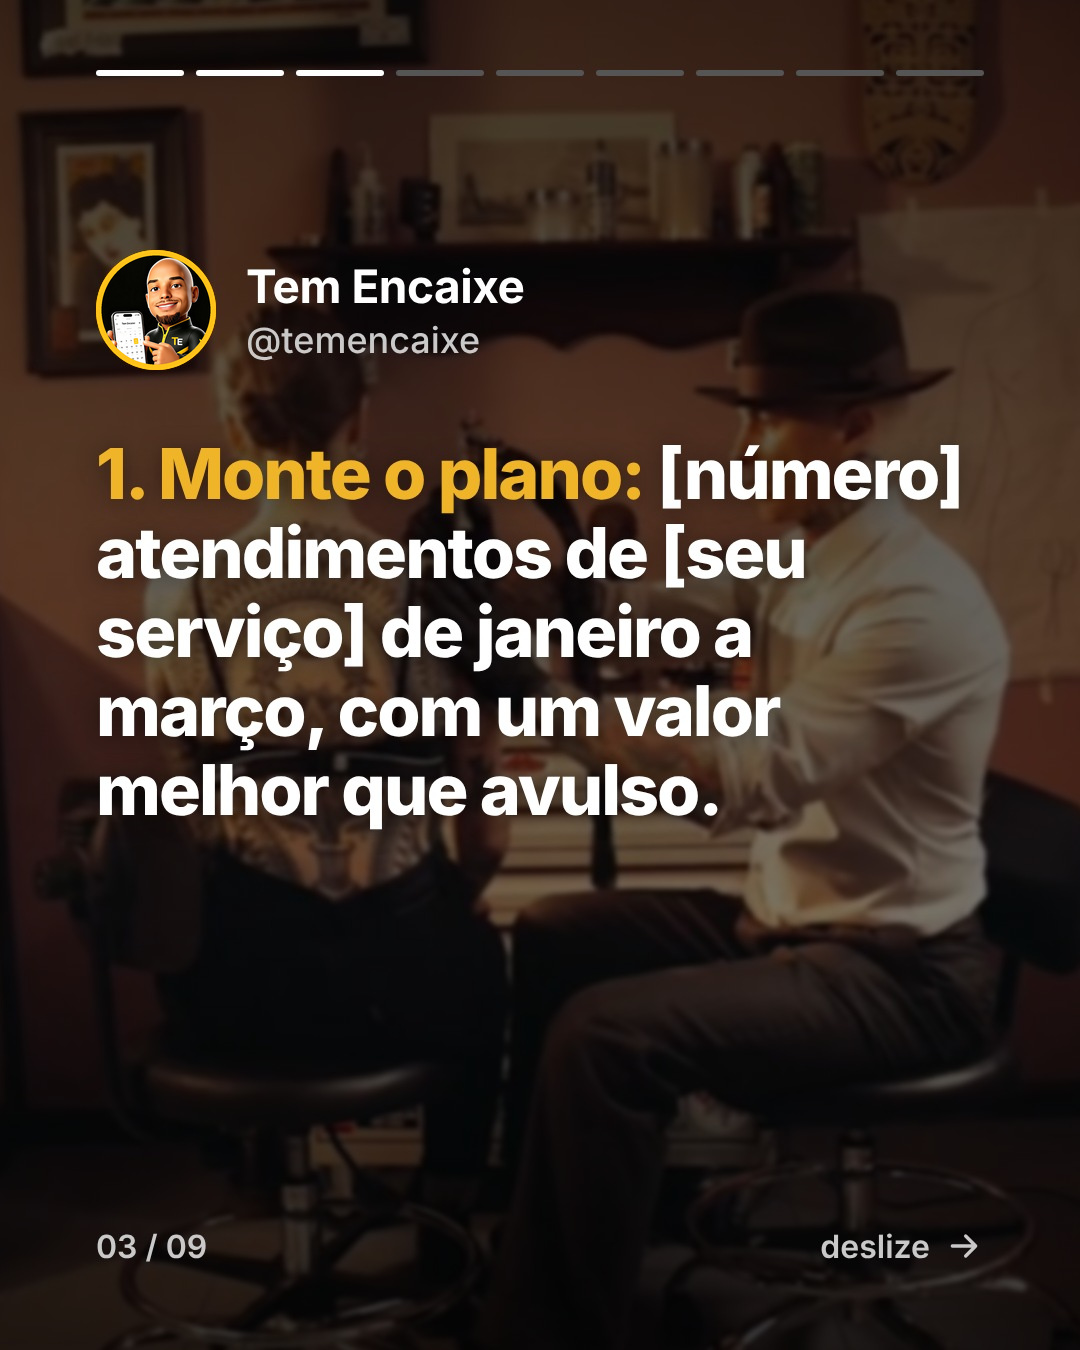 Tem Encaixe
@temencaixe
1. Monte o plano: [número]
atendimentos de [seu
serviço] de janeiro a
março, com um valor
melhor que avulso.
03 / 09
deslize →